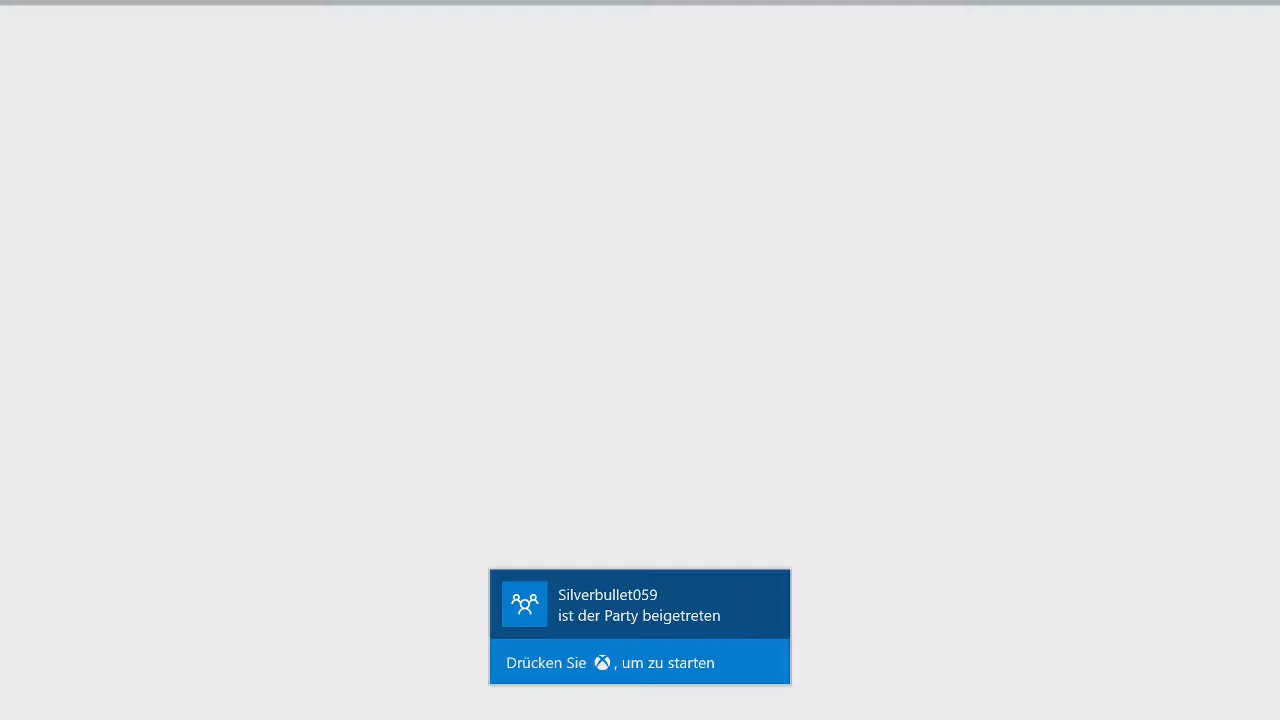 Silverbullet059
ist der Party beigetreten
Drücken Sie , um zu starten